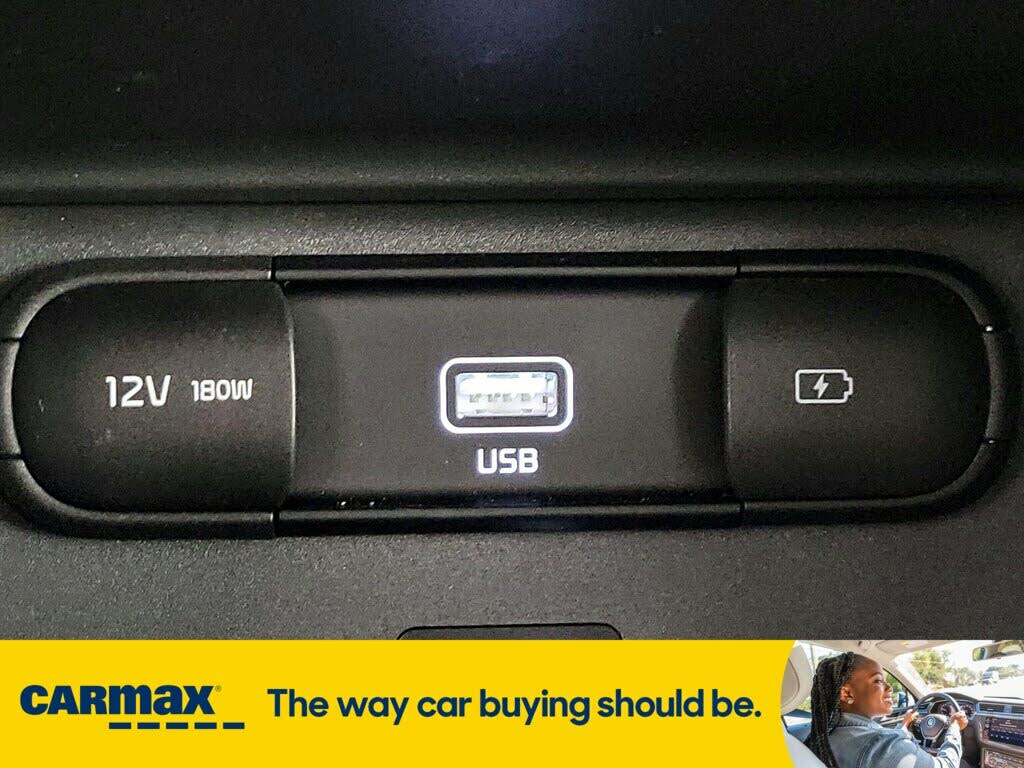 12V 180W
USB
CARMAX®
The way car buying should be.